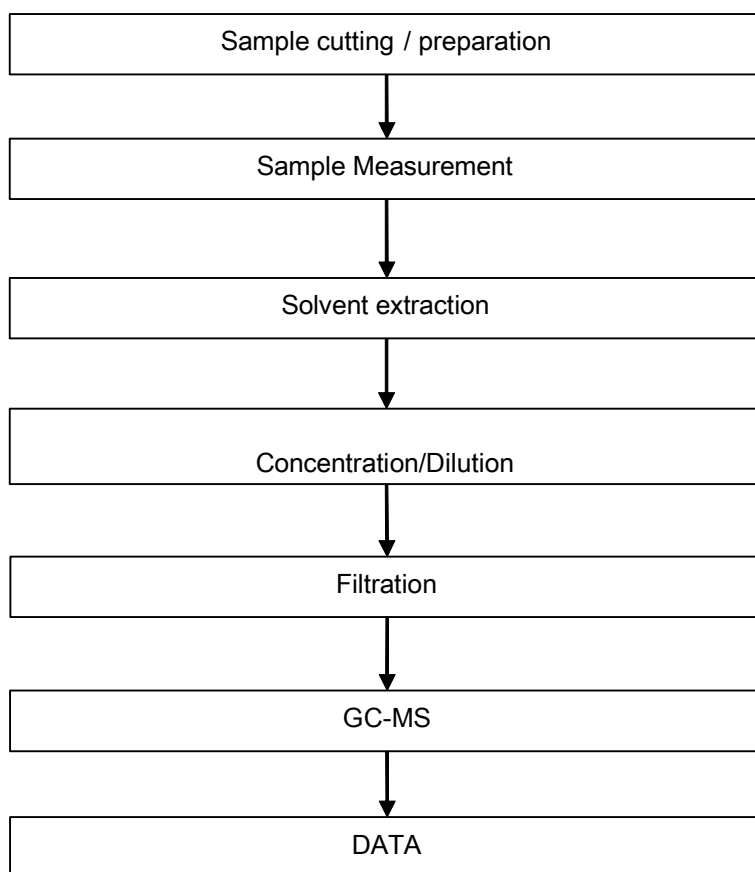 Sample cutting / preparation
Sample Measurement
Solvent extraction
Concentration/Dilution
Filtration
GC-MS
DATA